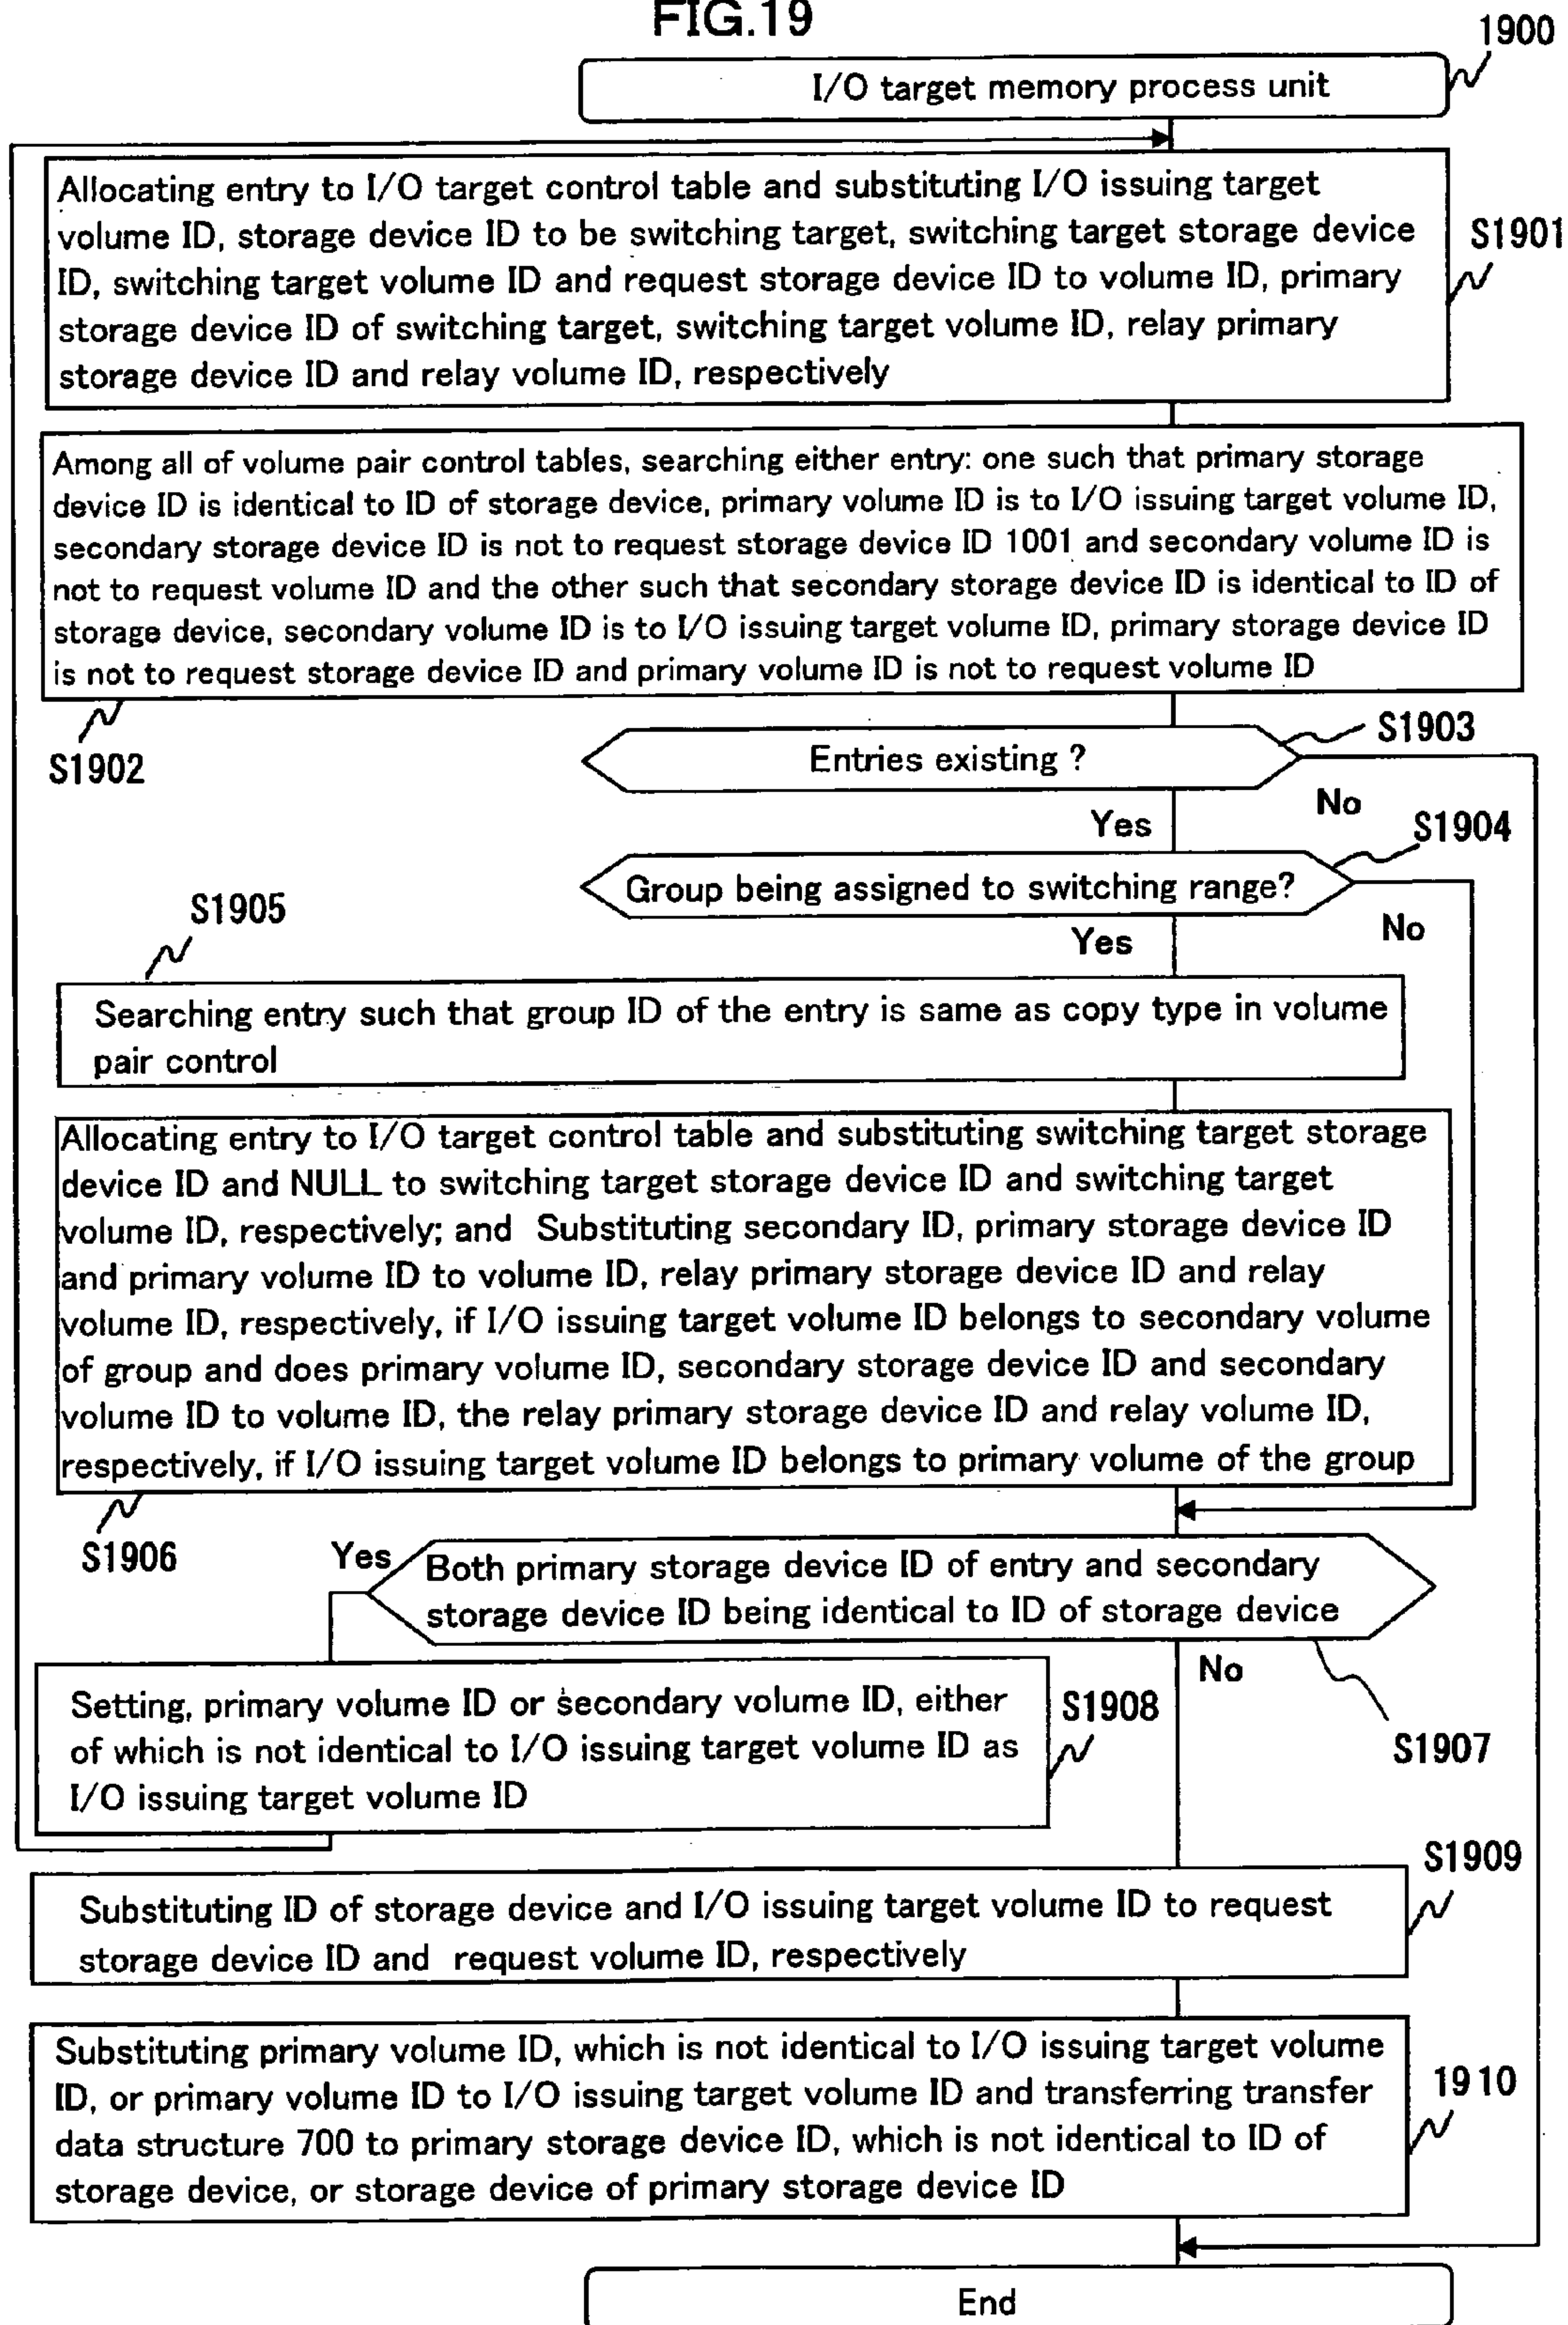 FIG.19
1900
I/O target memory process unit
Allocating entry to I/O target control table and substituting I/O issuing target
volume ID, storage device ID to be switching target, switching target storage device
ID, switching target volume ID and request storage device ID to volume ID, primary
storage device ID of switching target, switching target volume ID, relay primary
storage device ID and relay volume ID, respectively
S1901
Among all of volume pair control tables, searching either entry: one such that primary storage
device ID is identical to ID of storage device, primary volume ID is to I/O issuing target volume ID,
secondary storage device ID is not to request storage device ID 1001 and secondary volume ID is
not to request volume ID and the other such that secondary storage device ID is identical to ID of
storage device, secondary volume ID is to I/O issuing target volume ID, primary storage device ID
is not to request storage device ID and primary volume ID is not to request volume ID
S1902
Entries existing ?
S1903
No
Yes
S1904
Group being assigned to switching range?
No
Yes
S1905
Searching entry such that group ID of the entry is same as copy type in volume
pair control
Allocating entry to I/O target control table and substituting switching target storage
device ID and NULL to switching target storage device ID and switching target
volume ID, respectively; and Substituting secondary ID, primary storage device ID
and primary volume ID to volume ID, relay primary storage device ID and relay
volume ID, respectively, if I/O issuing target volume ID belongs to secondary volume
of group and does primary volume ID, secondary storage device ID and secondary
volume ID to volume ID, the relay primary storage device ID and relay volume ID,
respectively, if I/O issuing target volume ID belongs to primary volume of the group
S1906
Yes
Both primary storage device ID of entry and secondary
storage device ID being identical to ID of storage device
No
S1907
Setting, primary volume ID or secondary volume ID, either
of which is not identical to I/O issuing target volume ID as
I/O issuing target volume ID
S1908
S1909
Substituting ID of storage device and I/O issuing target volume ID to request
storage device ID and request volume ID, respectively
Substituting primary volume ID, which is not identical to I/O issuing target volume
ID, or primary volume ID to I/O issuing target volume ID and transferring transfer
data structure 700 to primary storage device ID, which is not identical to ID of
storage device, or storage device of primary storage device ID
1910
End